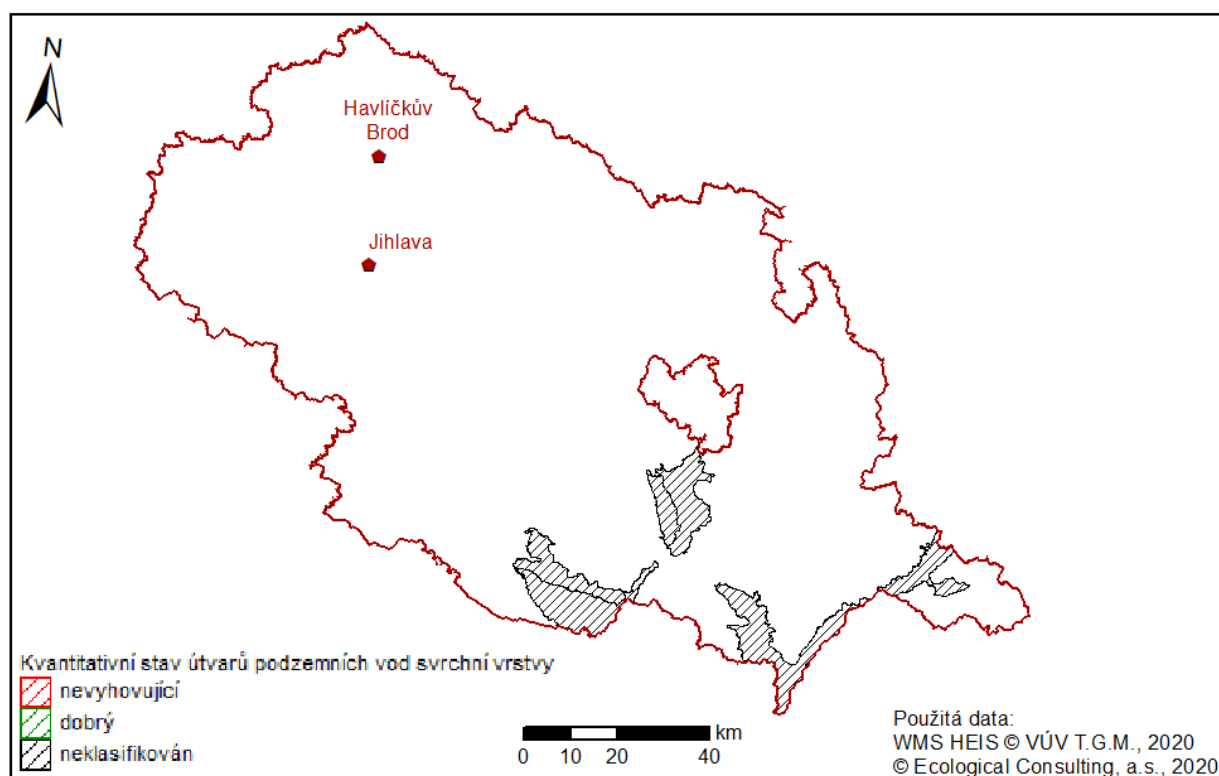 N
Havlíčkův
Brod
Jihlava
Kvantitativní stav útvarů podzemních vod svrchní vrstvy
nevyhovující
dobrý
neklasifikován
km
0 10 20 40
Použitá data:
WMS HEIS © VÚV T.G.M., 2020
© Ecological Consulting, a.s., 2020